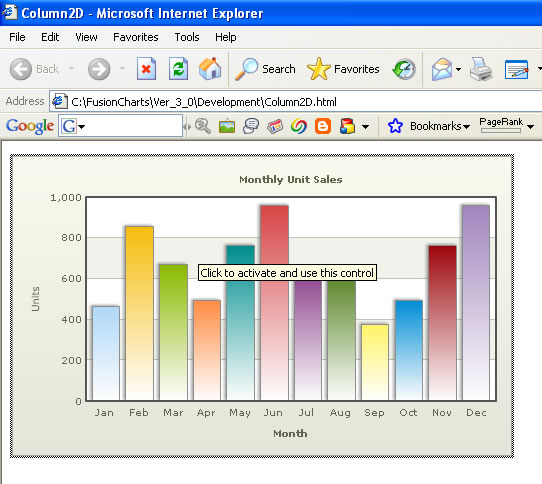 Column2D - Microsoft Internet Explorer
File Edit View Favorites Tools Help
Back Search Favorites
Address C:\FusionCharts\Ver_3_0\Development\Column2D.html
Google G Bookmarks PageRank
Monthly Unit Sales
1,000
800
Click to activate and use this control
600
Units
400
200
0
Jan Feb Mar Apr May Jun Jul Aug Sep Oct Nov Dec
Month